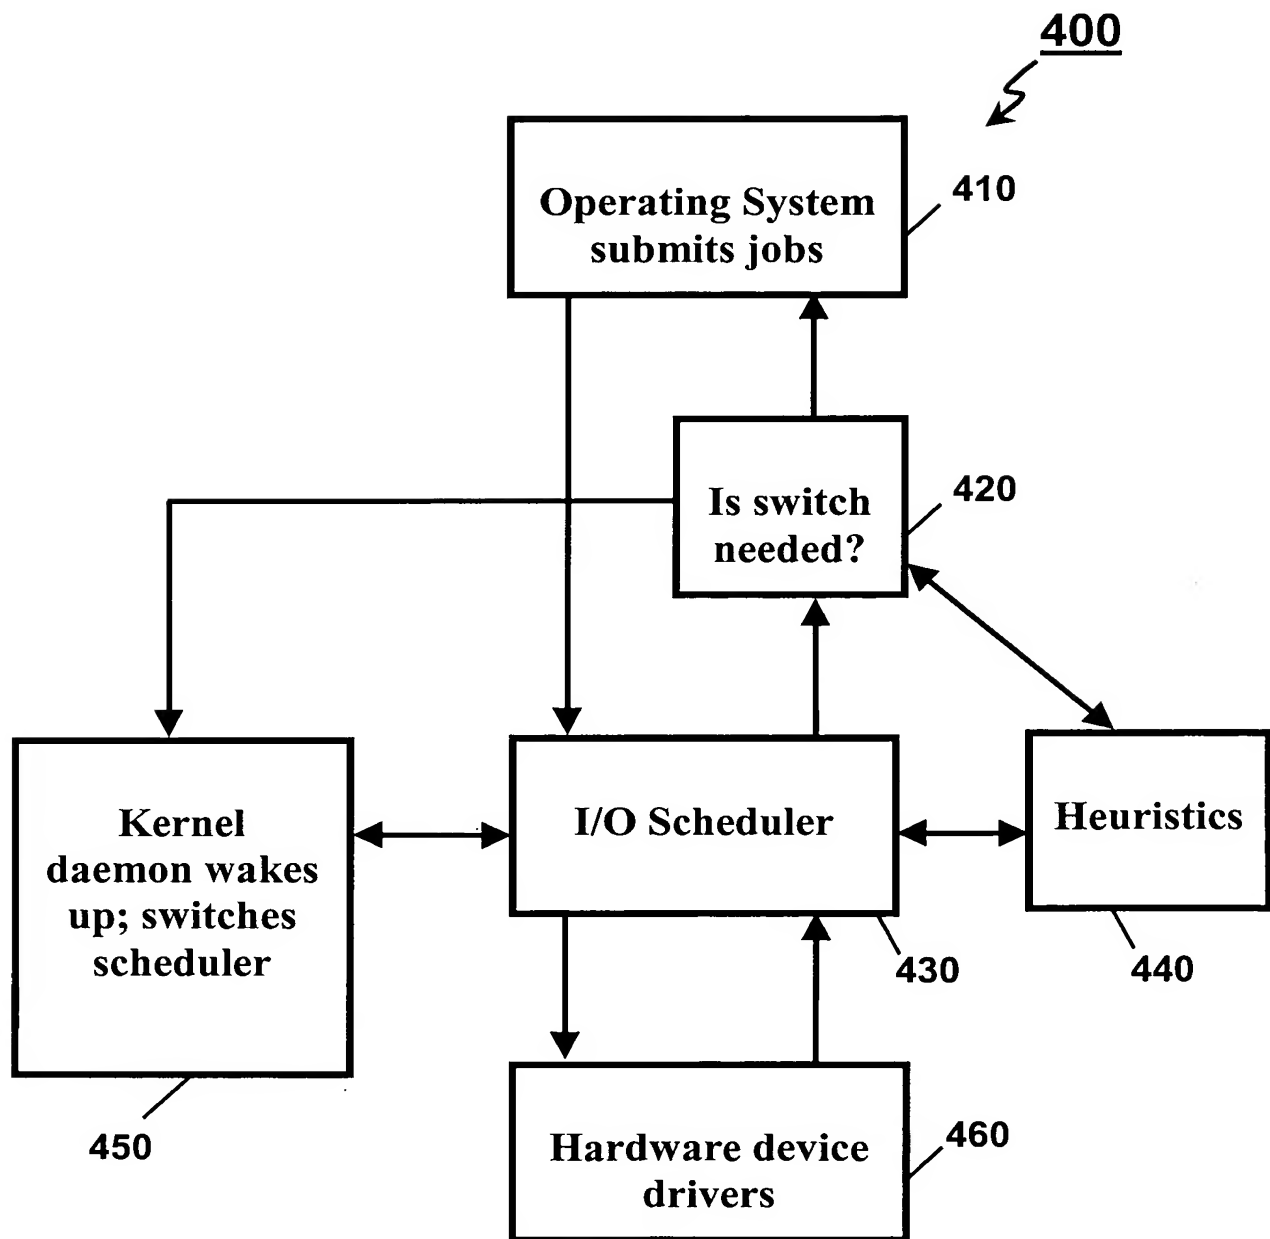 400
Operating System
submits jobs
410
Is switch
needed?
420
Kernel
daemon wakes
up; switches
scheduler
450
I/O Scheduler
430
Heuristics
440
Hardware device
drivers
460